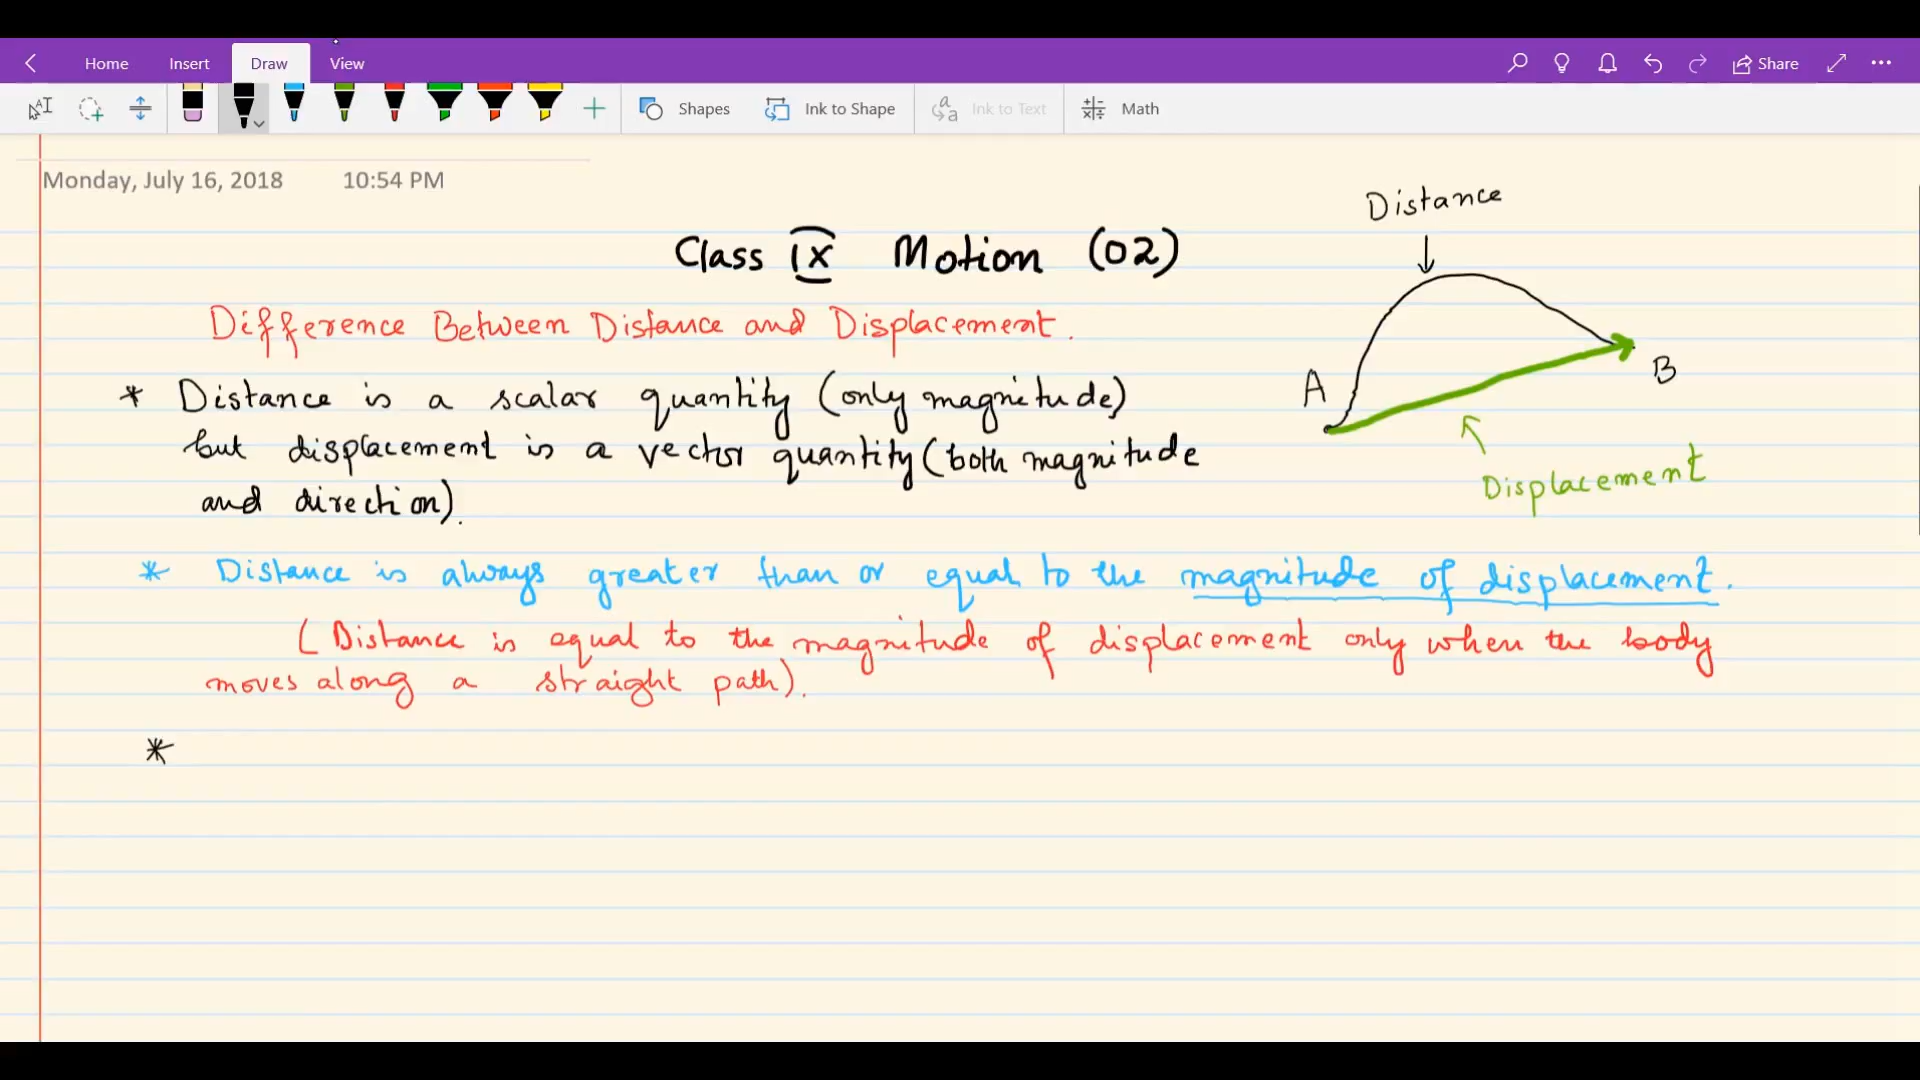 Home Insert Draw View Share
Shapes Ink to Shape Ink to Text Math
Monday, July 16, 2018 10:54 PM
Class IX Motion (02)
Difference Between Distance and Displacement.
* Distance is a scalar quantity (only magnitude)
but displacement is a vector quantity (both magnitude
and direction).
Distance
A
B
Displacement
* Distance is always greater than or equal to the magnitude of displacement.
(Distance is equal to the magnitude of displacement only when the body
moves along a straight path).
*